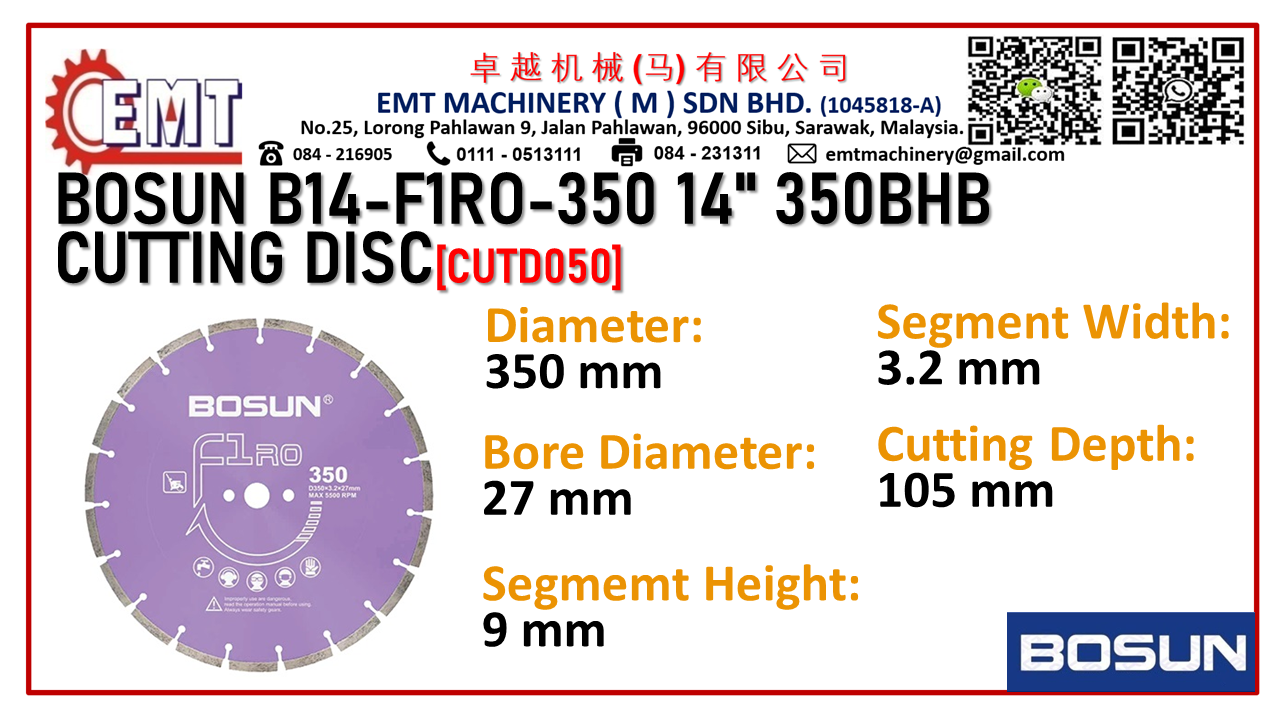 卓越机械(马)有限公司
EMT MACHINERY ( M ) SDN BHD. (1045818-A)
No.25, Lorong Pahlawan 9, Jalan Pahlawan, 96000 Sibu, Sarawak, Malaysia.
EMT
084 - 216905 0111 - 0513111 084 - 231311 emtmachinery@gmail.com
BOSUN B14-F1RO-350 14" 350BHB
CUTTING DISC[CUTD050]
Diameter:
350 mm
Segment Width:
3.2 mm
Bore Diameter:
27 mm
Cutting Depth:
105 mm
Segmemt Height:
9 mm
BOSUN®
F1RO
350
D350×3.2×27mm
MAX 5500 RPM
Improperly use are dangerous,
read the operation manual before using.
Always wear safety gears.
BOSUN